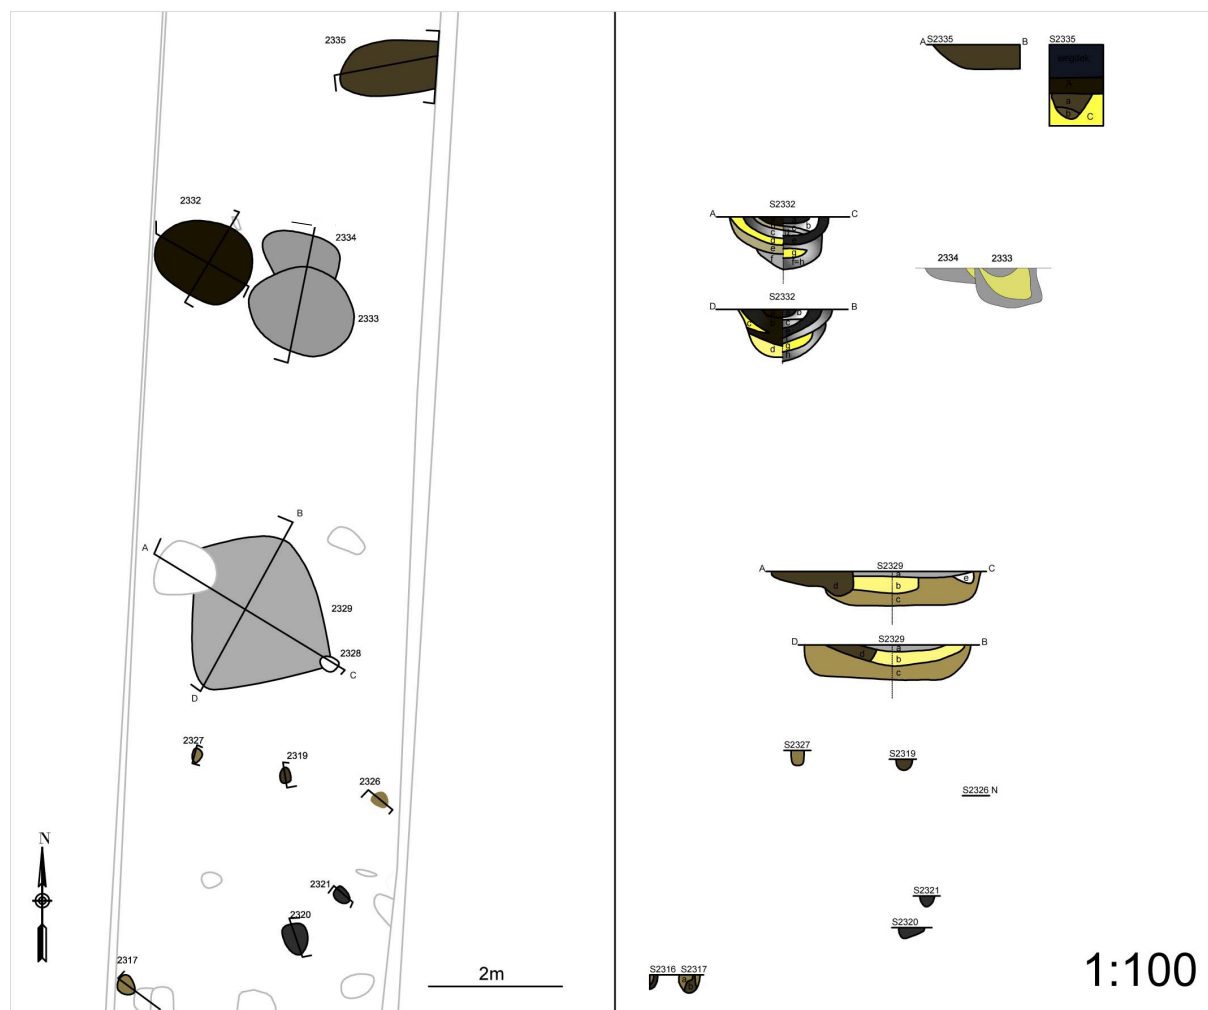 2335
2332
2334
2333
A
B
2329
2328
C
D
2327
2319
2326
2321
2320
2317
N
2m
A S2335 B
S2335
a
b
C
S2332
A C
b
c
d
e
f
g
f=h
2334 2333
S2332
D B
b
c
d
g
h
S2329
A C
a
b
c
d
e
S2329
D B
a
b
c
d
S2327
S2319
S2326 N
S2321
S2320
S2316 S2317
a
b
1:100